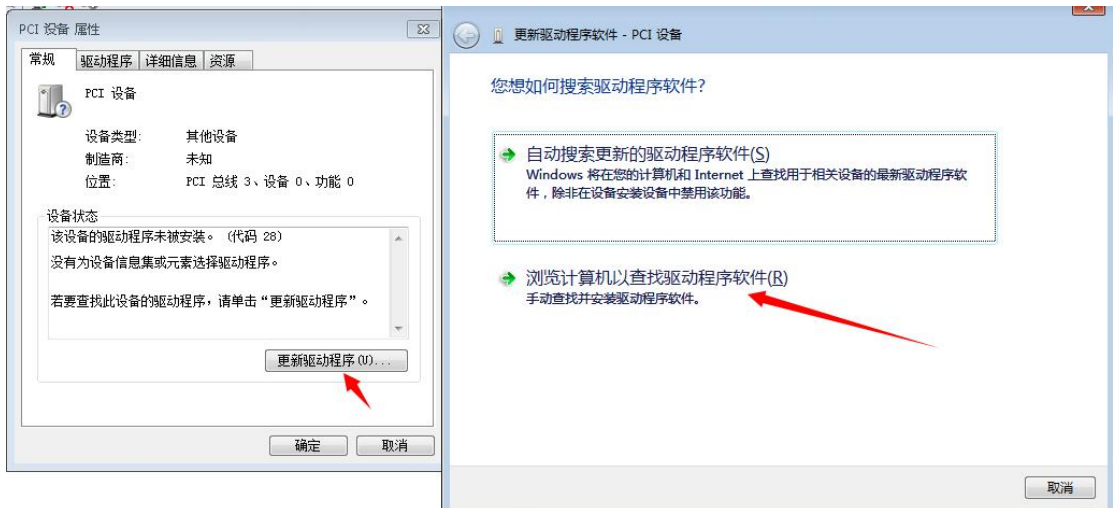 PCI 设备 属性
常规 驱动程序 详细信息 资源
PCI 设备
设备类型: 其他设备
制造商: 未知
位置: PCI 总线 3、设备 0、功能 0
设备状态
该设备的驱动程序未被安装。 (代码 28)
没有为设备信息集或元素选择驱动程序。
若要查找此设备的驱动程序，请单击“更新驱动程序”。
更新驱动程序(U)...
确定 取消
更新驱动程序软件 - PCI 设备
您想如何搜索驱动程序软件?
自动搜索更新的驱动程序软件(S)
Windows 将在您的计算机和 Internet 上查找用于相关设备的最新驱动程序软
件，除非在设备安装设备中禁用该功能。
浏览计算机以查找驱动程序软件(R)
手动查找并安装驱动程序软件。
取消